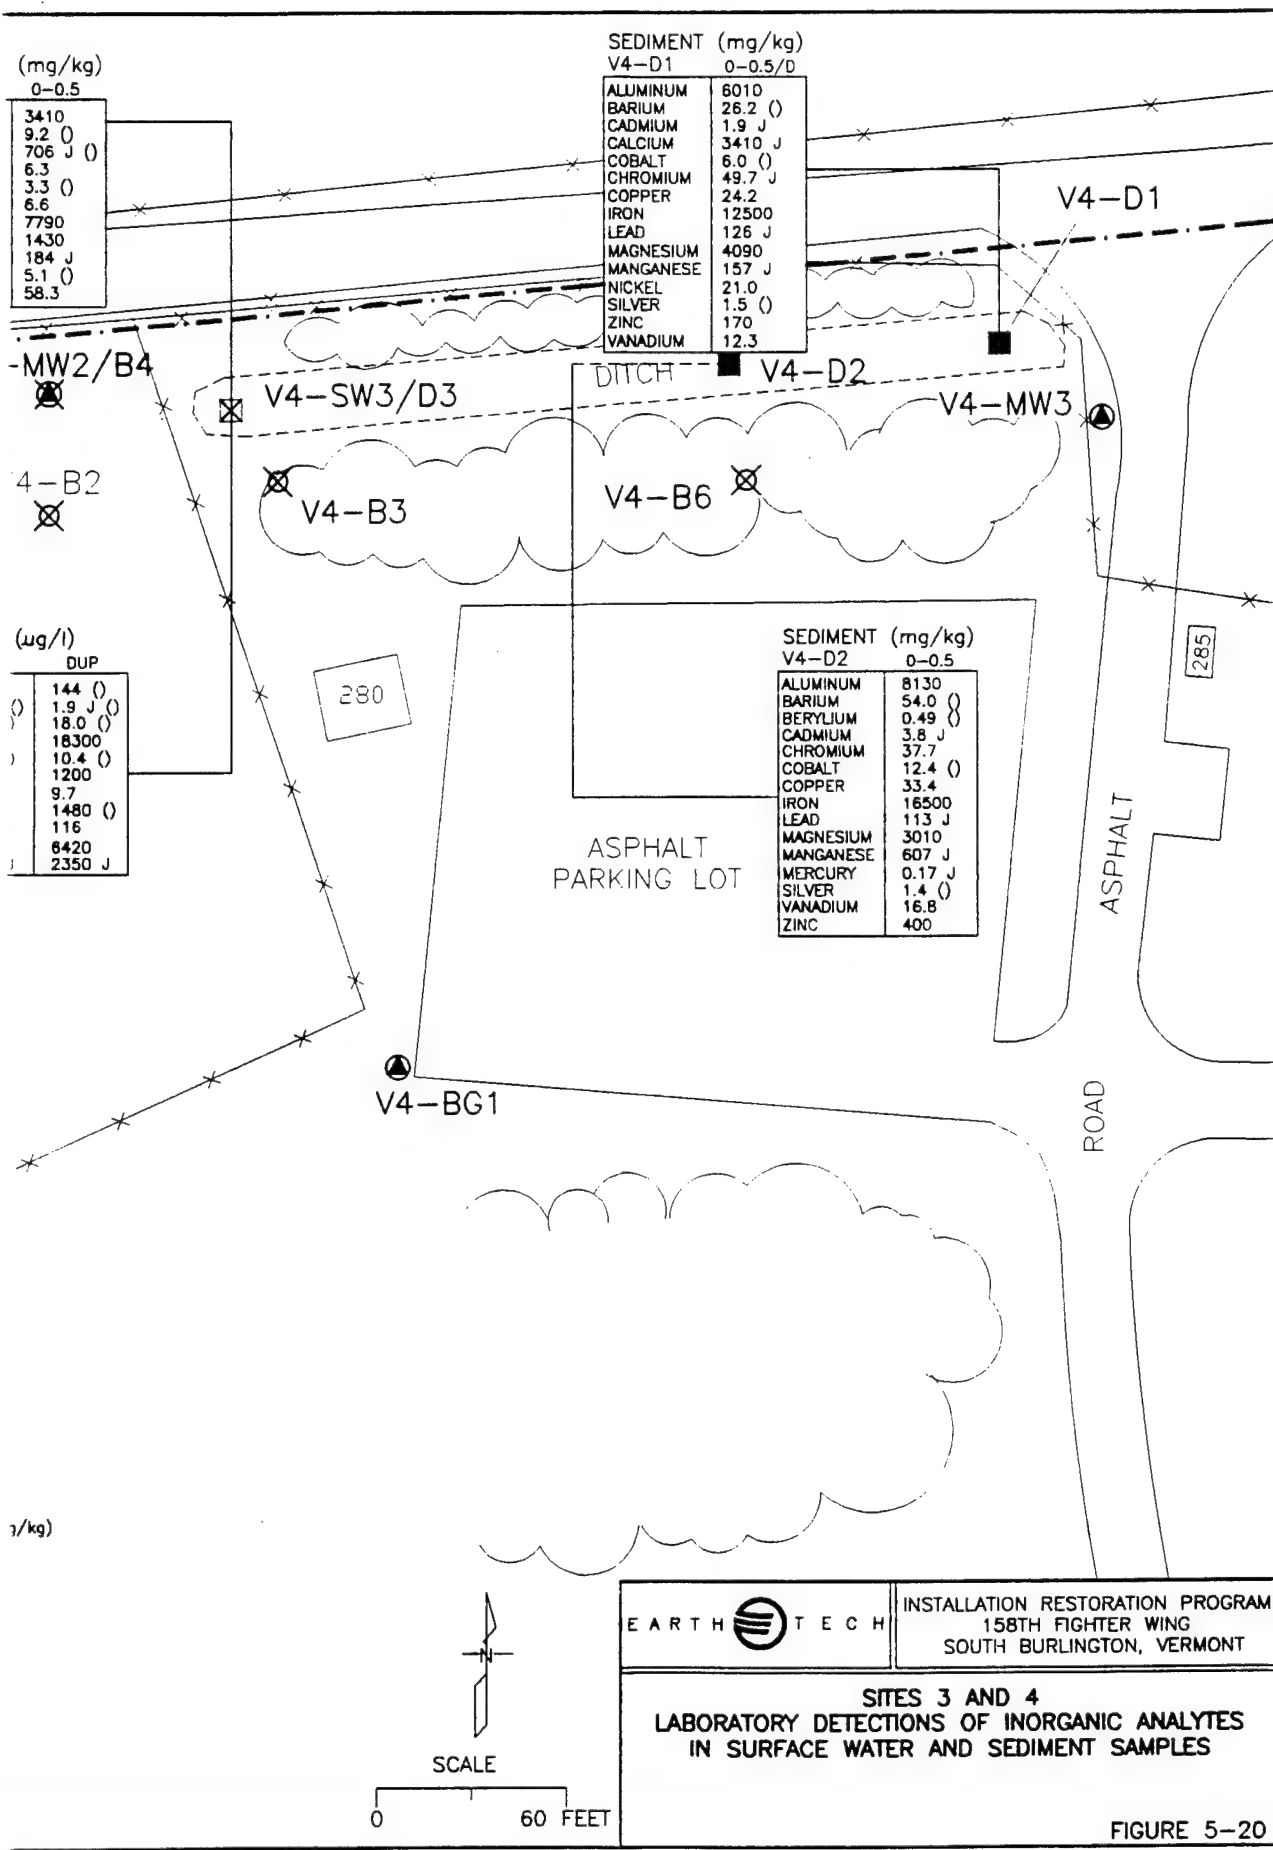 (mg/kg)
0-0.5
3410
9.2 ()
706 J ()
6.3
3.3 ()
6.6
7790
1430
184 J
5.1 ()
58.3
SEDIMENT (mg/kg)
V4-D1 0-0.5/D
ALUMINUM 6010
BARIUM 26.2 ()
CADMIUM 1.9 J
CALCIUM 3410 J
COBALT 6.0 ()
CHROMIUM 49.7 J
COPPER 24.2
IRON 12500
LEAD 126 J
MAGNESIUM 4090
MANGANESE 157 J
NICKEL 21.0
SILVER 1.5 ()
ZINC 170
VANADIUM 12.3
V4-D1
-MW2/B4
V4-SW3/D3
DITCH
V4-D2
V4-MW3
4-B2
V4-B3
V4-B6
(ug/l)
DUP
144 ()
() 1.9 J ()
) 18.0 ()
18300
) 10.4 ()
1200
9.7
1480 ()
116
6420
J 2350 J
280
285
SEDIMENT (mg/kg)
V4-D2 0-0.5
ALUMINUM 8130
BARIUM 54.0 ()
BERYLIUM 0.49 ()
CADMIUM 3.8 J
CHROMIUM 37.7
COBALT 12.4 ()
COPPER 33.4
IRON 16500
LEAD 113 J
MAGNESIUM 3010
MANGANESE 607 J
MERCURY 0.17 J
SILVER 1.4 ()
VANADIUM 16.8
ZINC 400
ASPHALT
PARKING LOT
ASPHALT
ROAD
V4-BG1
/kg)
N
SCALE
0 60 FEET
EARTH TECH
INSTALLATION RESTORATION PROGRAM
158TH FIGHTER WING
SOUTH BURLINGTON, VERMONT
SITES 3 AND 4
LABORATORY DETECTIONS OF INORGANIC ANALYTES
IN SURFACE WATER AND SEDIMENT SAMPLES
FIGURE 5-20